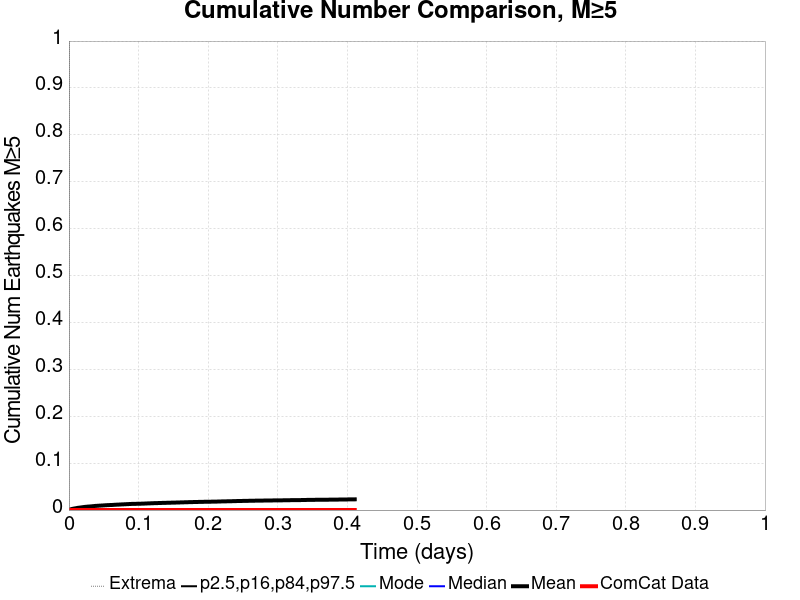 Cumulative Number Comparison, M≥5
Cumulative Num Earthquakes M≥5
1
0.9
0.8
0.7
0.6
0.5
0.4
0.3
0.2
0.1
0
0 0.1 0.2 0.3 0.4 0.5 0.6 0.7 0.8 0.9 1
Time (days)
Extrema p2.5,p16,p84,p97.5 Mode Median Mean ComCat Data